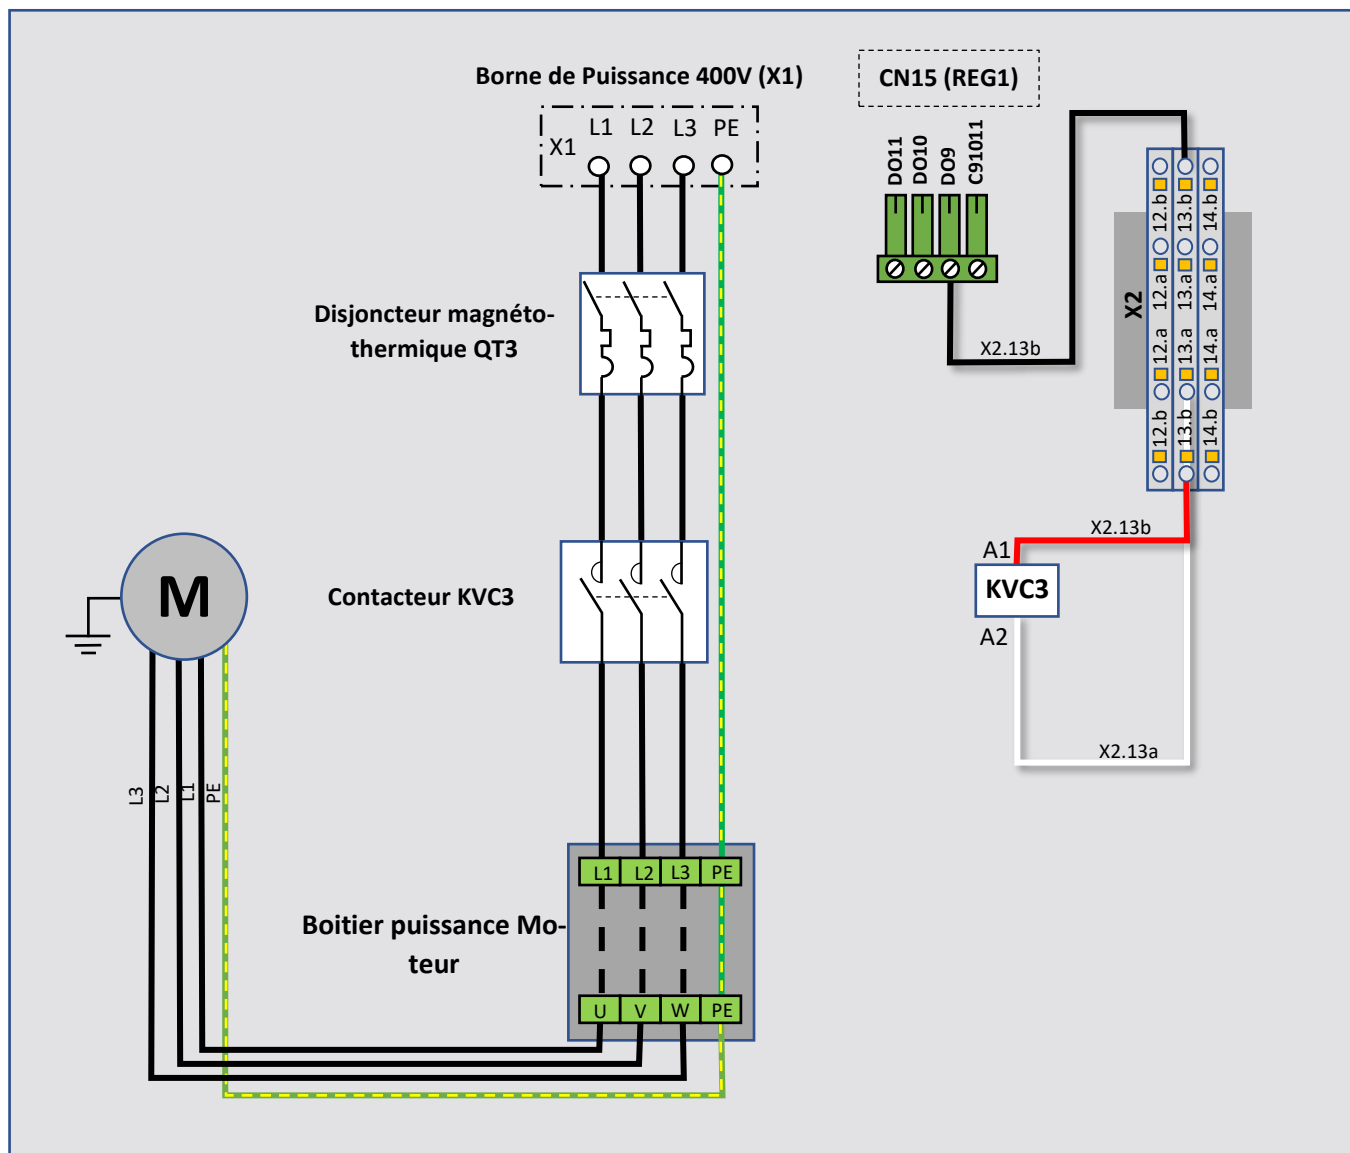 Borne de Puissance 400V (X1)
CN15 (REG1)
X1
L1 L2 L3 PE
DO11
DO10
DO9
C91011
12.b 13.b 14.b
12.a 13.a 14.a
X2
12.a 13.a 14.a
12.b 13.b 14.b
X2.13b
Disjoncteur magnéto-
thermique QT3
X2.13b
A1
KVC3
A2
X2.13a
M
Contacteur KVC3
L3
L2
L1
PE
L1 L2 L3 PE
Boitier puissance Mo-
teur
U V W PE